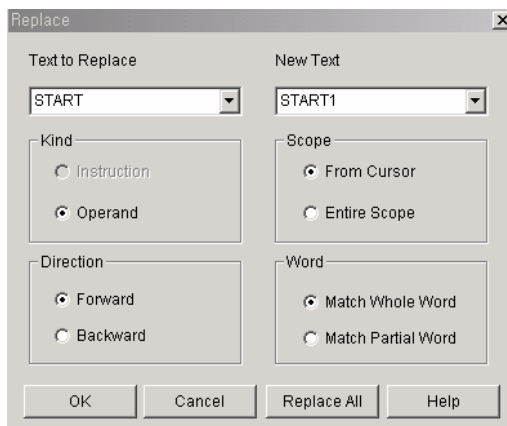 Replace
Text to Replace New Text
START START1
Kind Scope
Instruction From Cursor
Operand Entire Scope
Direction Word
Forward Match Whole Word
Backward Match Partial Word
OK Cancel Replace All Help